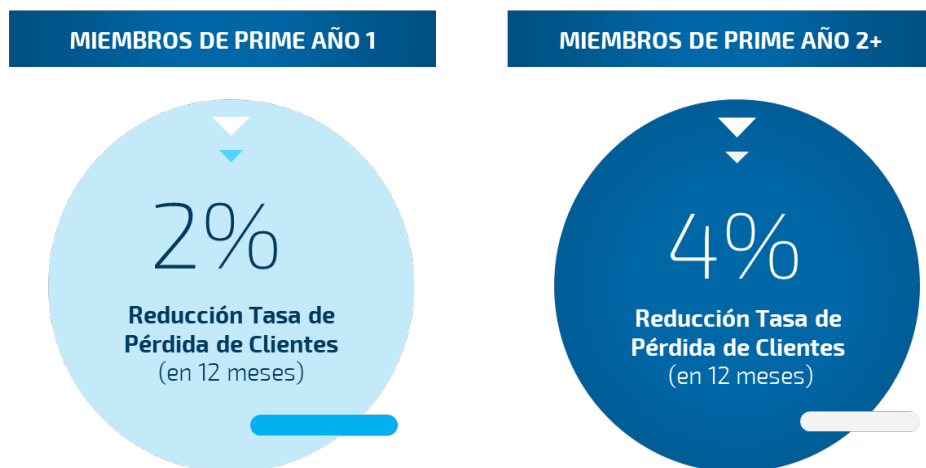 MIEMBROS DE PRIME AÑO 1
2%
Reducción Tasa de
Pérdida de Clientes
(en 12 meses)
MIEMBROS DE PRIME AÑO 2+
4%
Reducción Tasa de
Pérdida de Clientes
(en 12 meses)